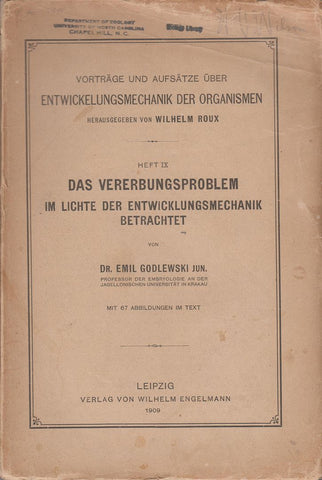 DEPARTMENT OF ZOOLOGY
UNIVERSITY OF NORTH CAROLINA
CHAPEL HILL, N. C.
Library
VORTRÄGE UND AUFSÄTZE ÜBER
ENTWICKELUNGSMECHANIK DER ORGANISMEN
HERAUSGEGEBEN VON WILHELM ROUX
HEFT IX
DAS VERERBUNGSPROBLEM
IM LICHTE DER ENTWICKLUNGSMECHANIK
BETRACHTET
VON
DR. EMIL GODLEWSKI JUN.
PROFESSOR DER EMBRYOLOGIE AN DER
JAGELLONISCHEN UNIVERSITÄT IN KRAKAU
MIT 67 ABBILDUNGEN IM TEXT
LEIPZIG
VERLAG VON WILHELM ENGELMANN
1909